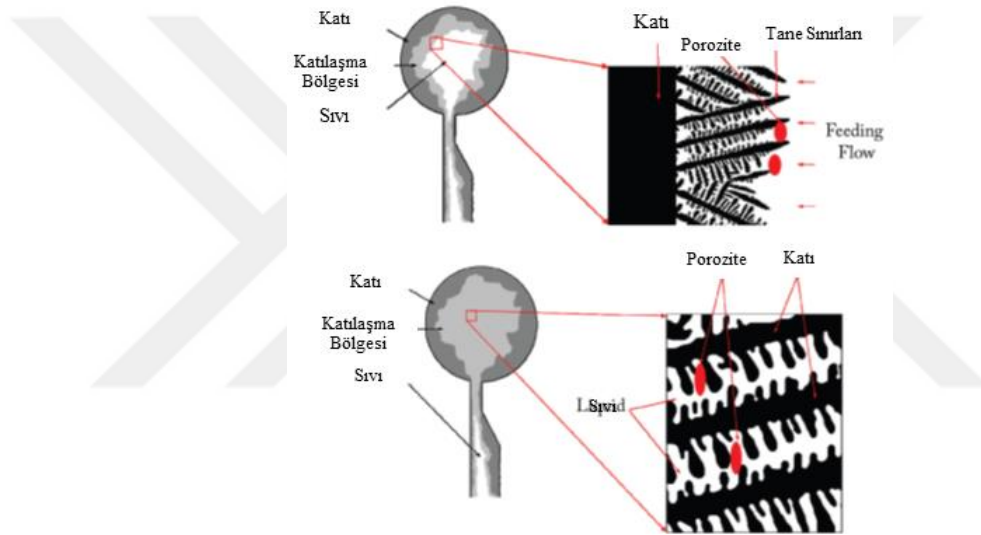 Katı
Katılaşma
Bölgesi
Sıvı
Katı
Porozite
Tane Sınırları
Feeding
Flow
Katı
Katılaşma
Bölgesi
Sıvı
Porozite
Katı
Sıvı